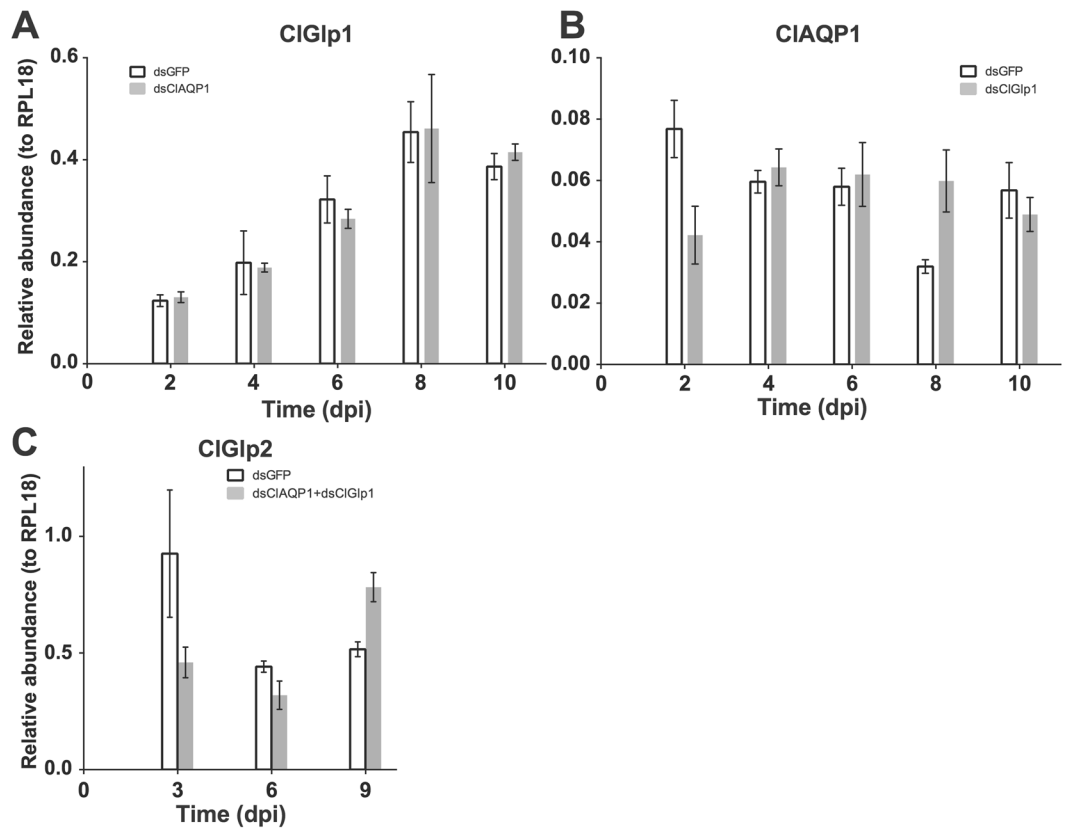 A
ClGlp1
Relative abundance (to RPL18)
0.6
0.4
0.2
0.0
dsGFP
dsClAQP1
0 2 4 6 8 10
Time (dpi)
B
ClAQP1
0.10
0.08
0.06
0.04
0.02
0.00
dsGFP
dsClGlp1
0 2 4 6 8 10
Time (dpi)
C
ClGlp2
Relative abundance (to RPL18)
1.0
0.5
0.0
dsGFP
dsClAQP1+dsClGlp1
0 3 6 9
Time (dpi)